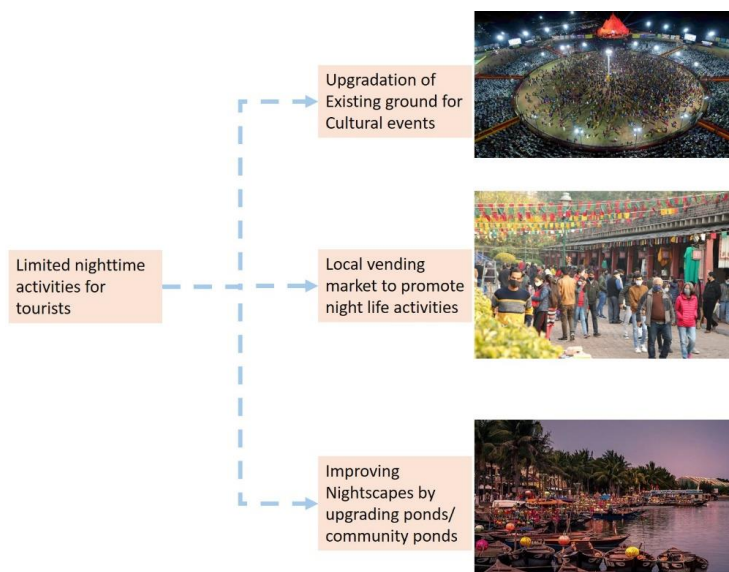 Upgradation of
Existing ground for
Cultural events
Limited nighttime
activities for
tourists
Local vending
market to promote
night life activities
Improving
Nightscapes by
upgrading ponds/
community ponds